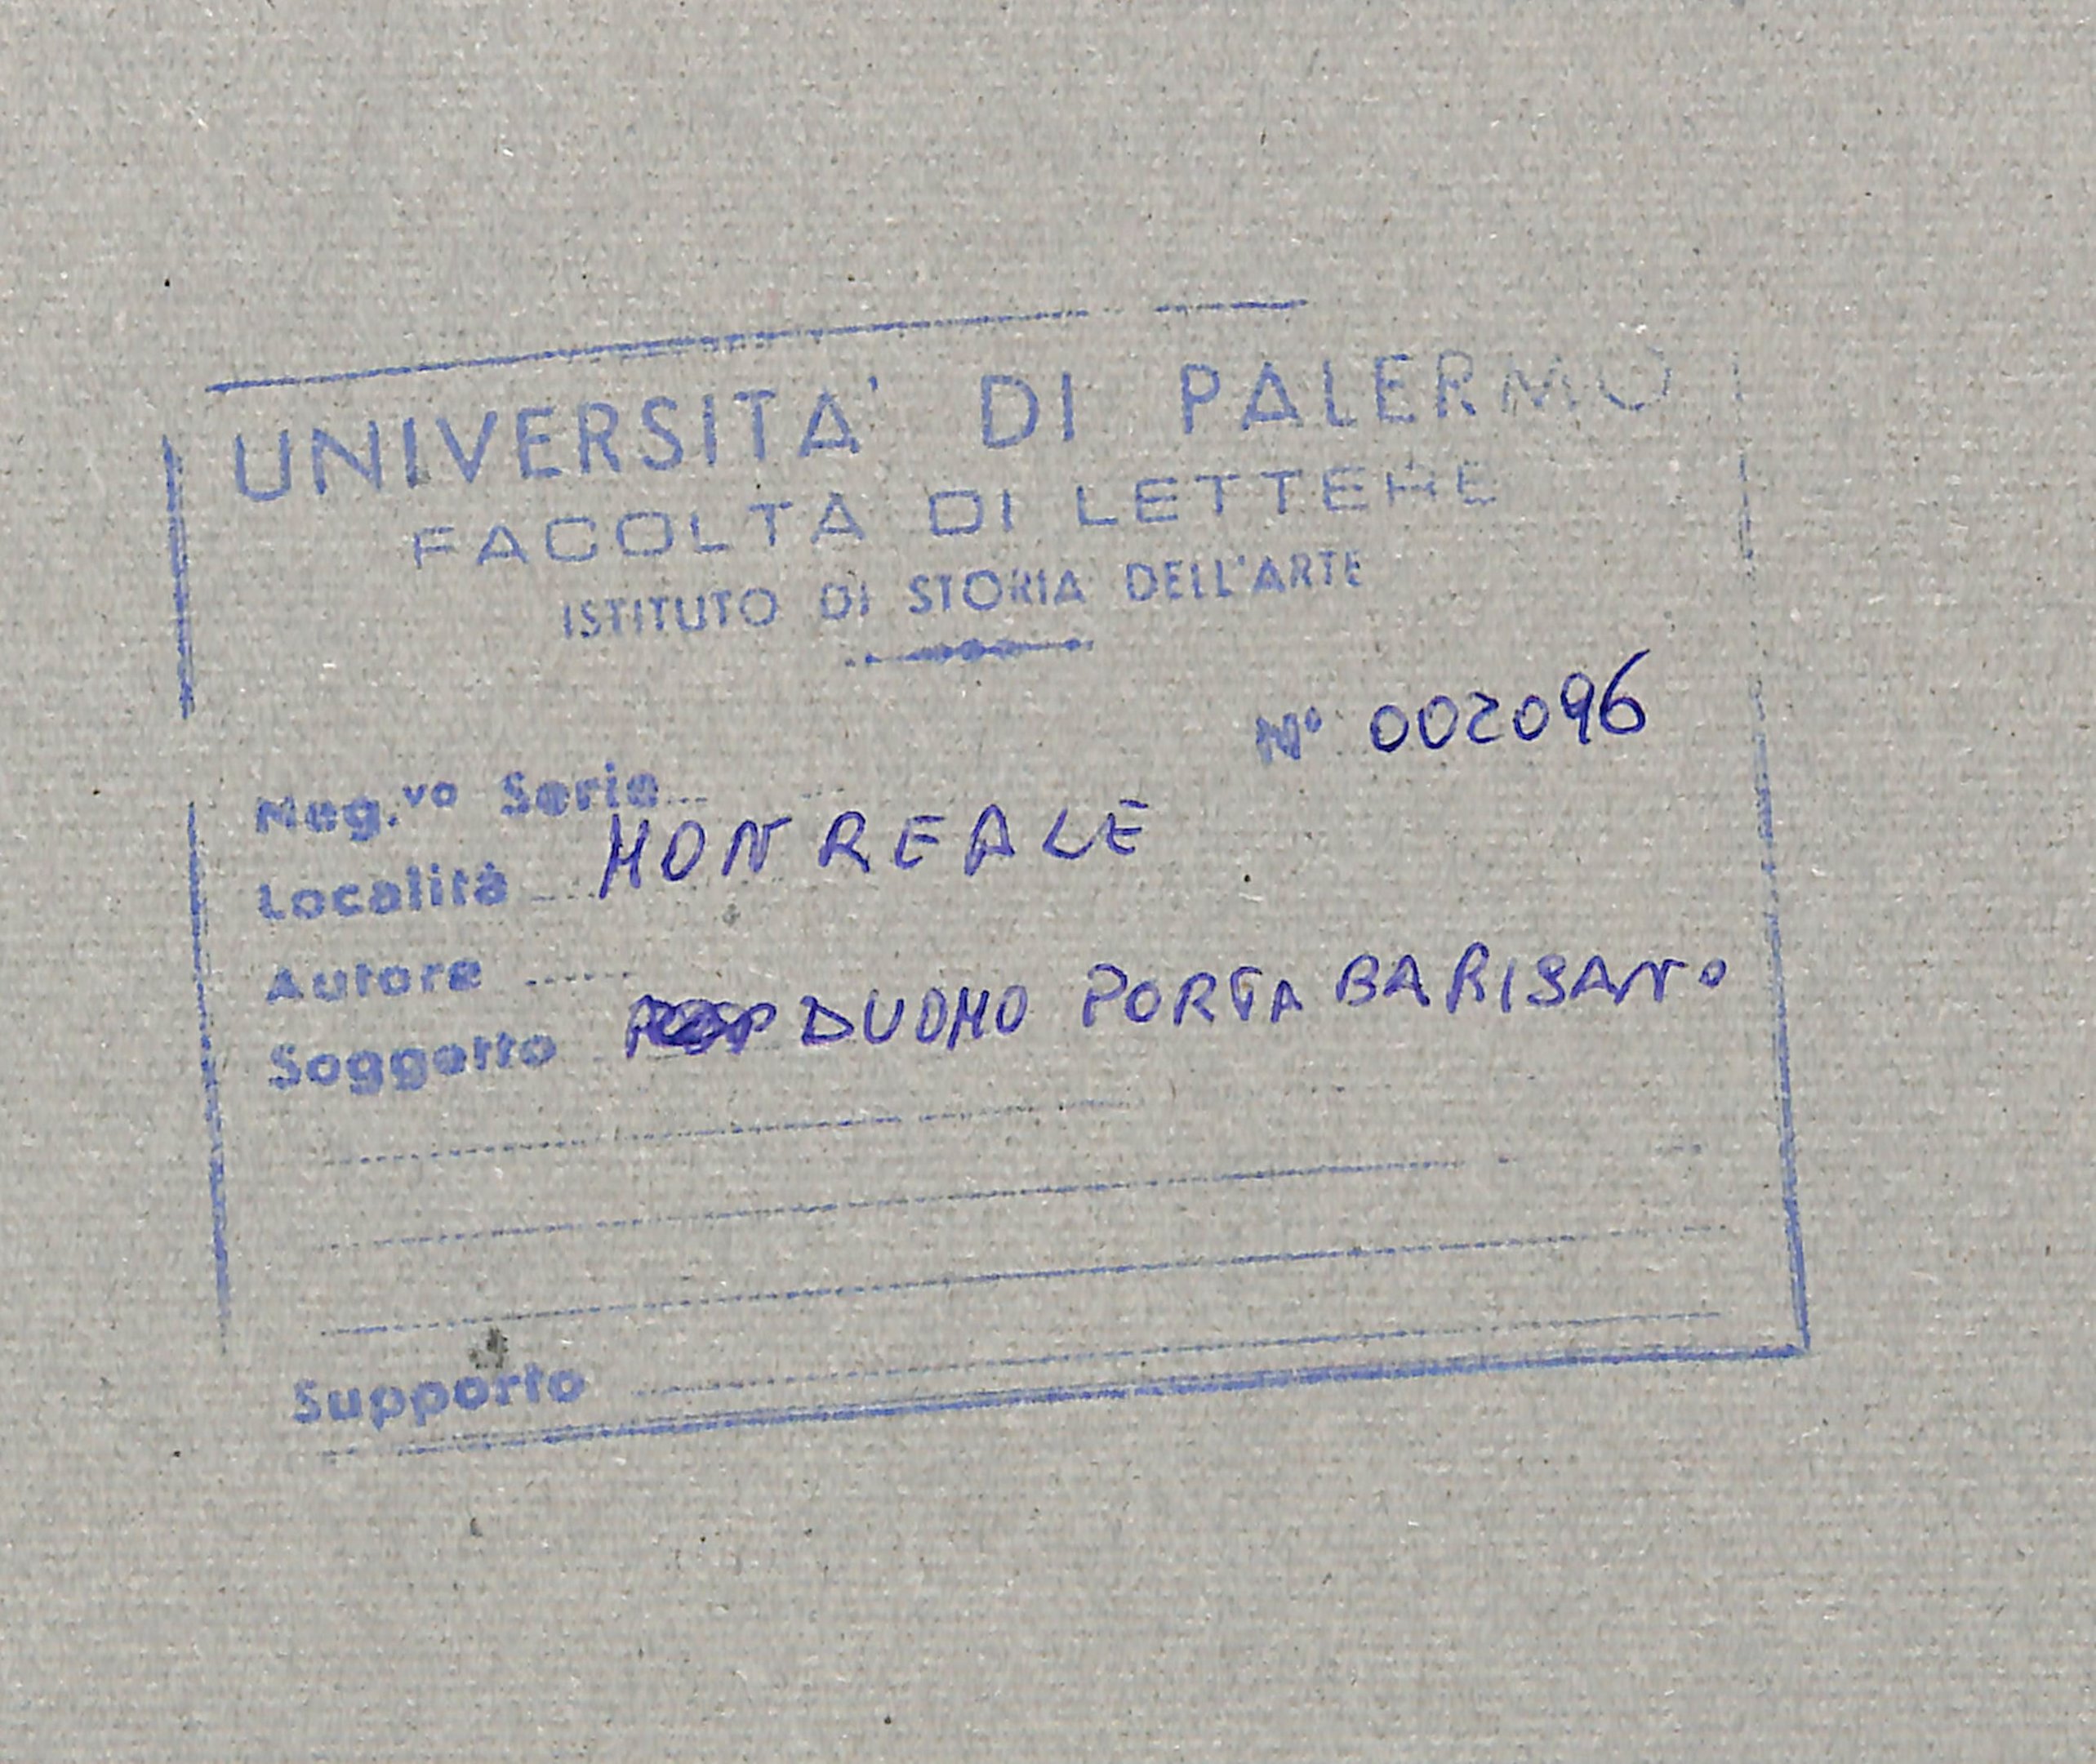 UNIVERSITA' DI PALERMO
FACOLTA DI LETTERE
ISTITUTO DI STORIA DELL'ARTE
N° 002096
Neg.vo Serie
Località MONREALE
Autore
Soggetto DUOMO PORTA BARISANO
Supporto